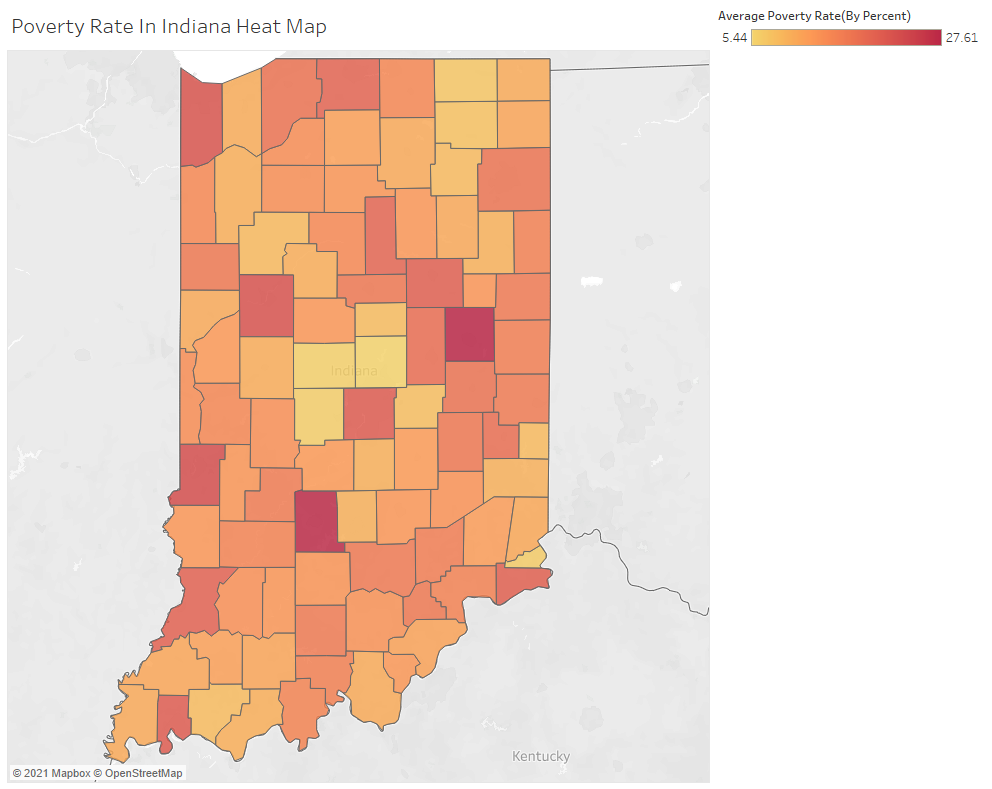 Poverty Rate In Indiana Heat Map
Average Poverty Rate(By Percent)
5.44 27.61
Indiana
Kentucky
© 2021 Mapbox © OpenStreetMap